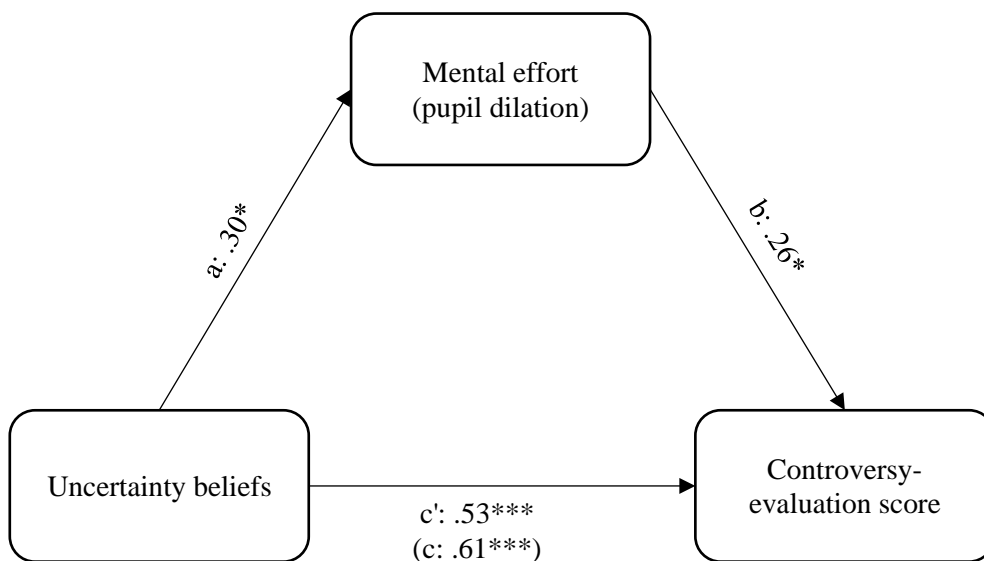 Mental effort
(pupil dilation)
a: .30*
b: .26*
Uncertainty beliefs
c': .53***
(c: .61***)
Controversy-
evaluation score